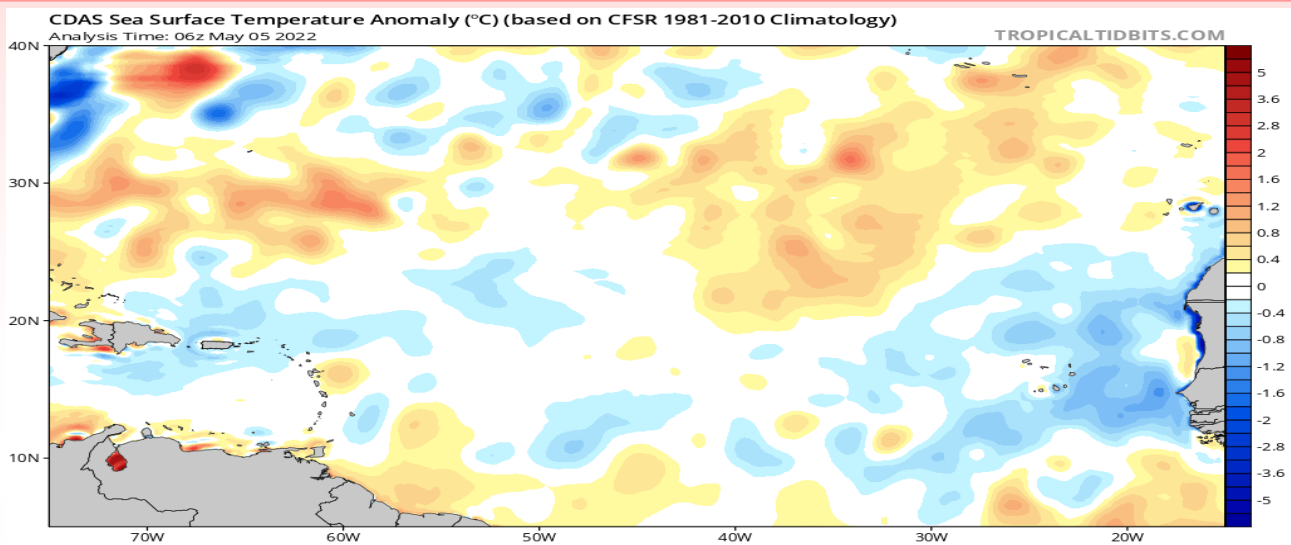 CDAS Sea Surface Temperature Anomaly (°C) (based on CFSR 1981-2010 Climatology)
Analysis Time: 06z May 05 2022
TROPICALTIDBITS.COM
40N
30N
20N
10N
70W
60W
50W
40W
30W
20W
5
3.6
2.8
2
1.6
1.2
0.8
0.4
0
-0.4
-0.8
-1.2
-1.6
-2
-2.8
-3.6
-5